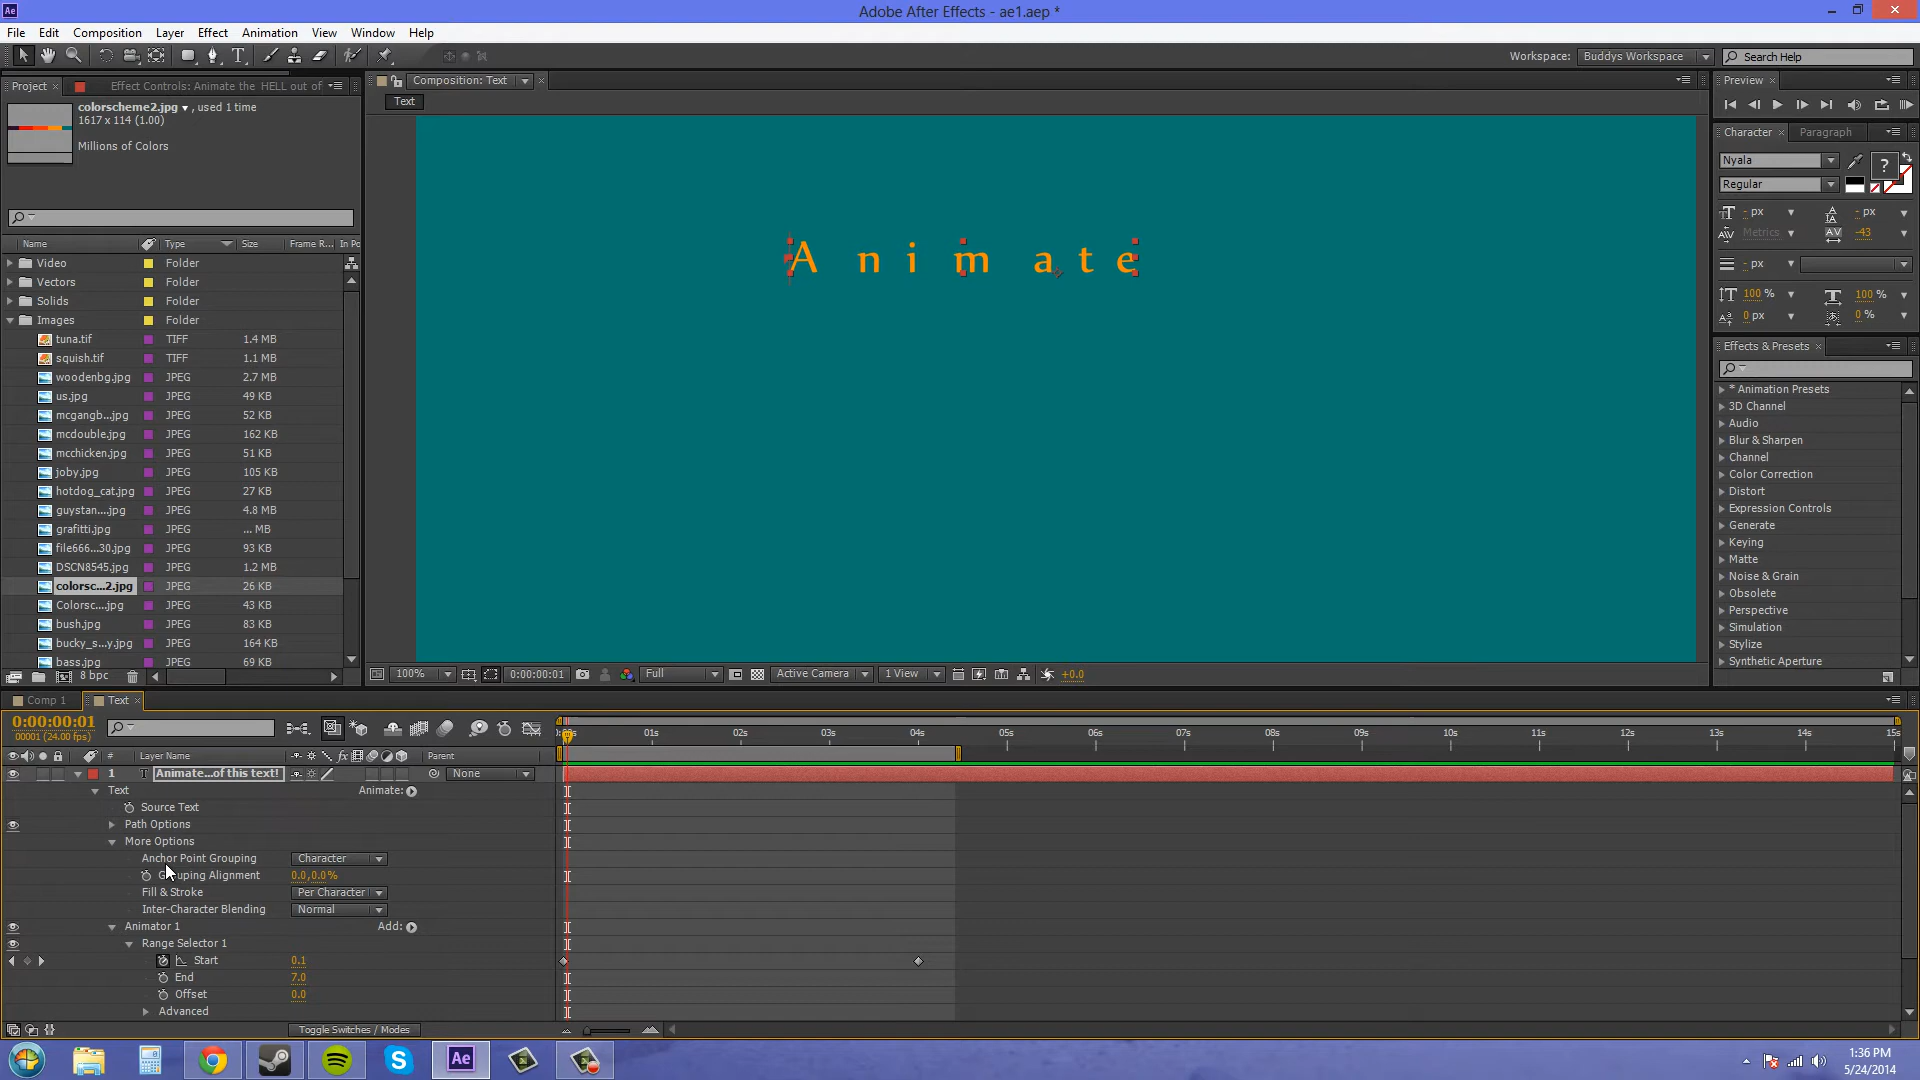 Adobe After Effects - ae1.aep *
File Edit Composition Layer Effect Animation View Window Help
Workspace: Buddys Workspace Search Help
Project × Effect Controls: Animate the HELL out of
colorscheme2.jpg ▾ , used 1 time
1617 x 114 (1.00)
Millions of Colors
Name Type Size Frame R... In Po
Video Folder
Vectors Folder
Solids Folder
Images Folder
tuna.tif TIFF 1.4 MB
squish.tif TIFF 1.1 MB
woodenbg.jpg JPEG 2.7 MB
us.jpg JPEG 49 KB
mcgangb...jpg JPEG 52 KB
mcdouble.jpg JPEG 162 KB
mcchicken.jpg JPEG 51 KB
joby.jpg JPEG 105 KB
hotdog_cat.jpg JPEG 27 KB
guystan....jpg JPEG 4.8 MB
grafitti.jpg JPEG ... MB
file666...30.jpg JPEG 93 KB
DSCN8545.jpg JPEG 1.2 MB
colorsc...2.jpg JPEG 26 KB
Colorsc....jpg JPEG 43 KB
bush.jpg JPEG 83 KB
bucky_s...y.jpg JPEG 164 KB
bass.jpg JPEG 69 KB
8 bpc
Composition: Text
Text
A n i m a t e
100% 0:00:00:01 Full Active Camera 1 View +0.0
Preview ×
Character × Paragraph
Nyala
Regular
- px - px
Metrics -43
- px
100 % 100 %
0 px 0 %
Effects & Presets ×
* Animation Presets
3D Channel
Audio
Blur & Sharpen
Channel
Color Correction
Distort
Expression Controls
Generate
Keying
Matte
Noise & Grain
Obsolete
Perspective
Simulation
Stylize
Synthetic Aperture
Comp 1 Text ×
0:00:00:01
00001 (24.00 fps)
01s 02s 03s 04s 05s 06s 07s 08s 09s 10s 11s 12s 13s 14s 15s
# Layer Name Parent
1 T Animate...of this text! None
Text Animate:
Source Text
Path Options
More Options
Anchor Point Grouping Character
Grouping Alignment 0.0,0.0%
Fill & Stroke Per Character
Inter-Character Blending Normal
Animator 1 Add:
Range Selector 1
Start 0.1
End 7.0
Offset 0.0
Advanced
Toggle Switches / Modes
1:36 PM
5/24/2014